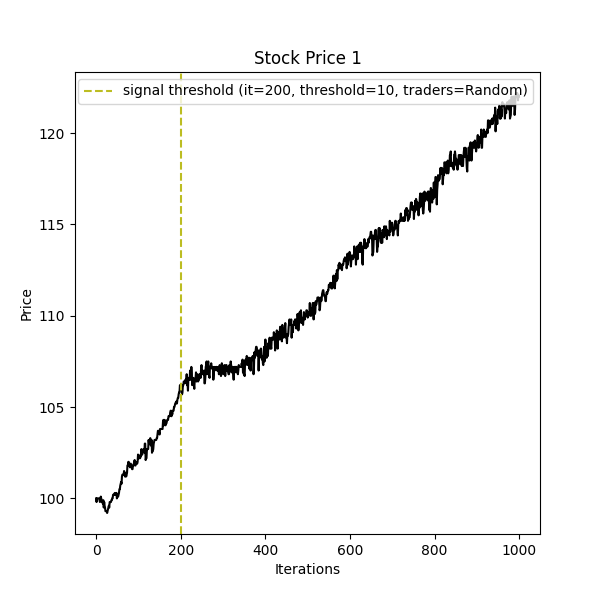 Stock Price 1
signal threshold (it=200, threshold=10, traders=Random)
120
115
110
105
100
Price
0 200 400 600 800 1000
Iterations